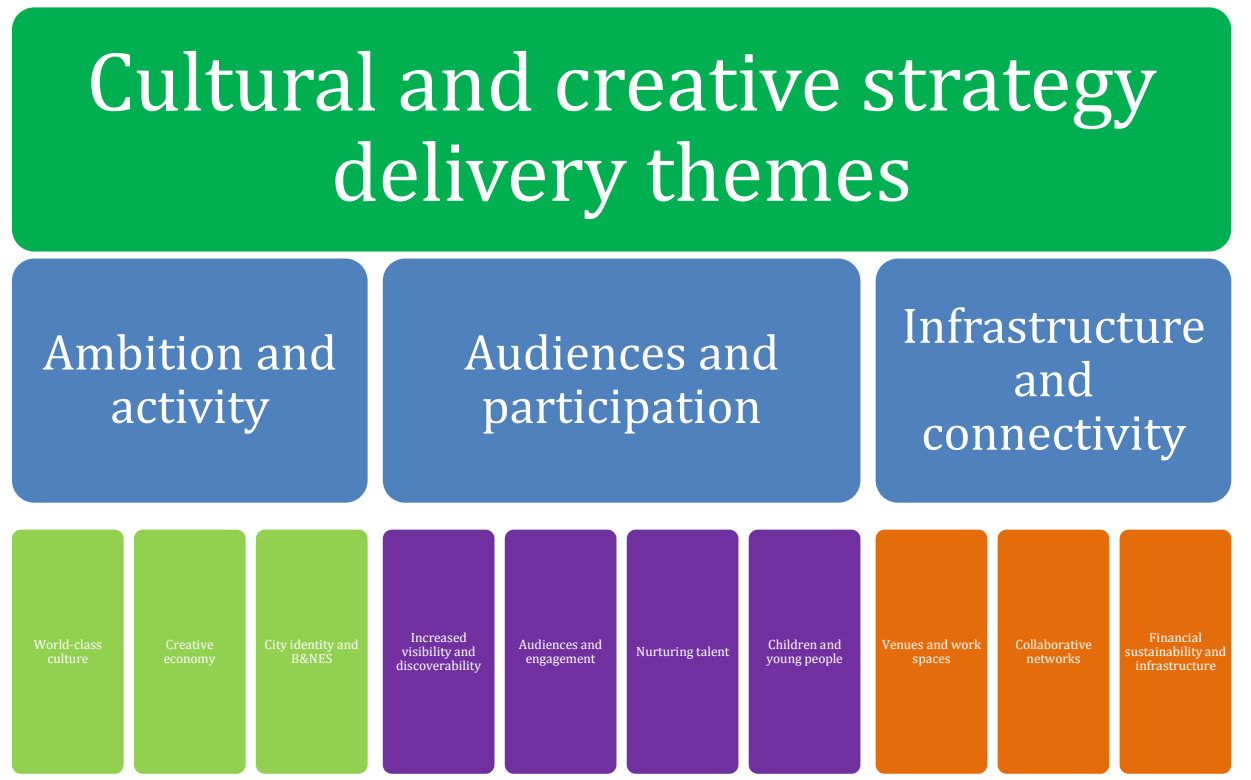 Cultural and creative strategy
delivery themes
Ambition and
activity
Audiences and
participation
Infrastructure
and
connectivity
World-class
culture
Creative
economy
City identity and
B&NES
Increased
visibility and
discoverability
Audiences and
engagement
Nurturing talent
Children and
young people
Venues and work
spaces
Collaborative
networks
Financial
sustainability and
infrastructure